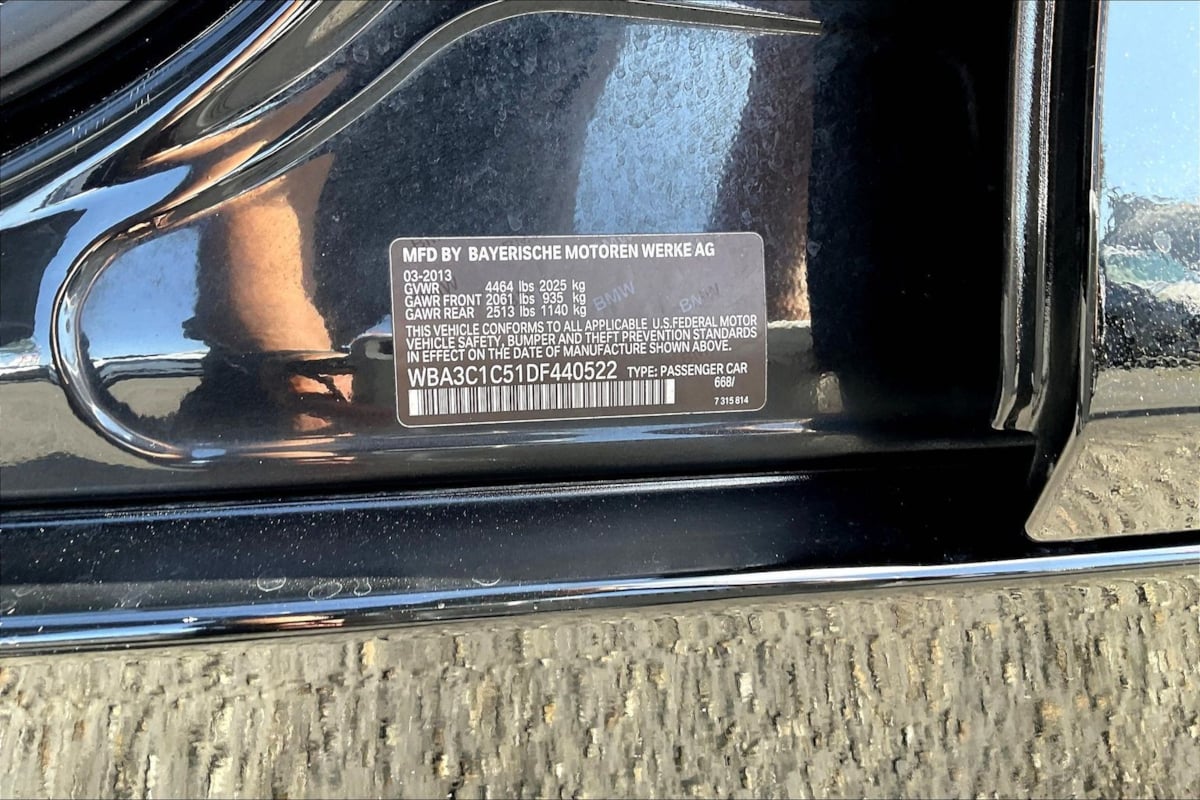 MFD BY BAYERISCHE MOTOREN WERKE AG
03-2013
GVWR 4464 lbs 2025 kg
GAWR FRONT 2061 lbs 935 kg
GAWR REAR 2513 lbs 1140 kg
BMW BMW
THIS VEHICLE CONFORMS TO ALL APPLICABLE U.S.FEDERAL MOTOR
VEHICLE SAFETY, BUMPER AND THEFT PREVENTION STANDARDS
IN EFFECT ON THE DATE OF MANUFACTURE SHOWN ABOVE.
WBA3C1C51DF440522 TYPE: PASSENGER CAR
668/
7 315 814